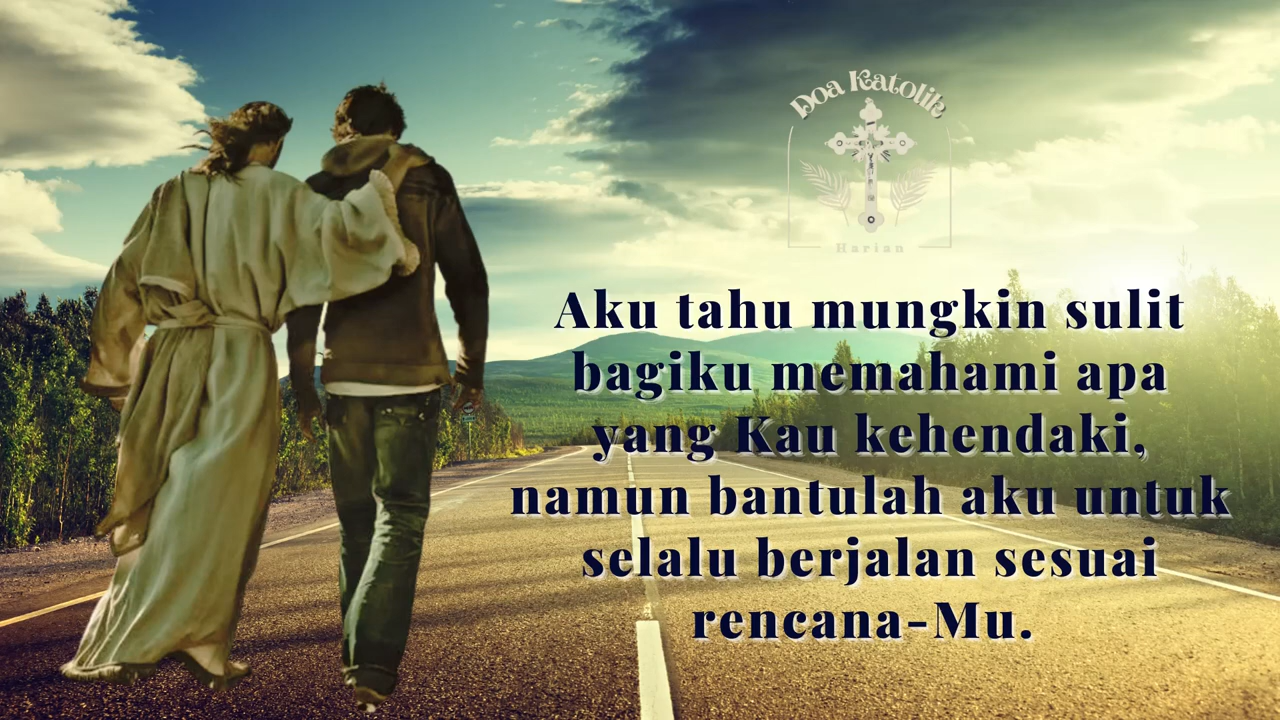 Doa Katolik
Harian
Aku tahu mungkin sulit
bagiku memahami apa
yang Kau kehendaki,
namun bantulah aku untuk
selalu berjalan sesuai
rencana-Mu.